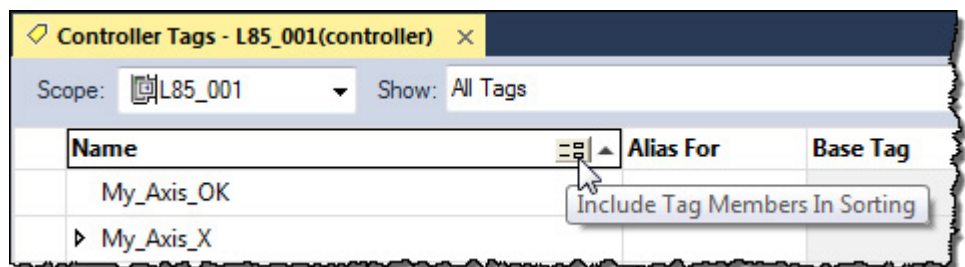 Controller Tags - L85_001(controller) ×
Scope: L85_001 Show: All Tags
Name Alias For Base Tag
My_Axis_OK
Include Tag Members In Sorting
My_Axis_X